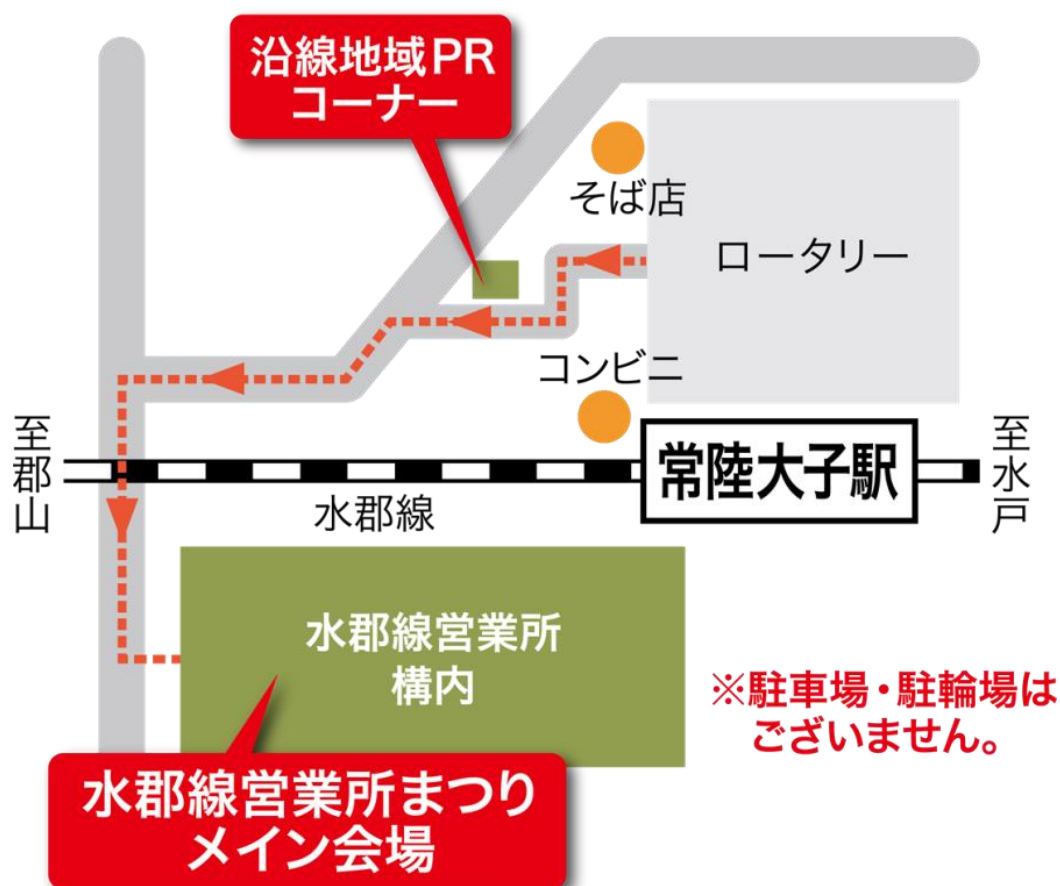 沿線地域PR
コーナー
そば店
ロータリー
コンビニ
至郡山
常陸大子駅
至水戸
水郡線
水郡線営業所
構内
※駐車場・駐輪場は
ございません。
水郡線営業所まつり
メイン会場